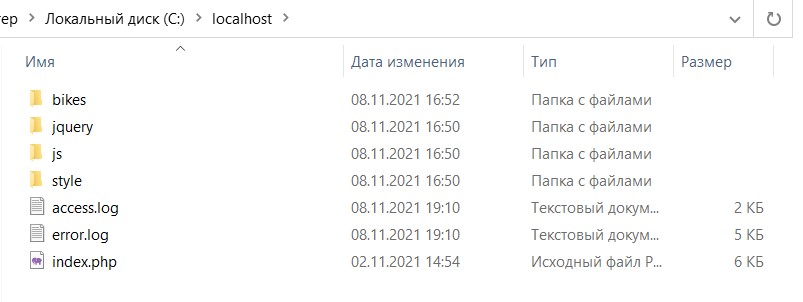 тер > Локальный диск (C:) > localhost >
Имя Дата изменения Тип Размер
bikes 08.11.2021 16:52 Папка с файлами
jquery 08.11.2021 16:50 Папка с файлами
js 08.11.2021 16:50 Папка с файлами
style 08.11.2021 16:50 Папка с файлами
access.log 08.11.2021 19:10 Текстовый докум... 2 КБ
error.log 08.11.2021 19:10 Текстовый докум... 5 КБ
index.php 02.11.2021 14:54 Исходный файл P... 6 КБ